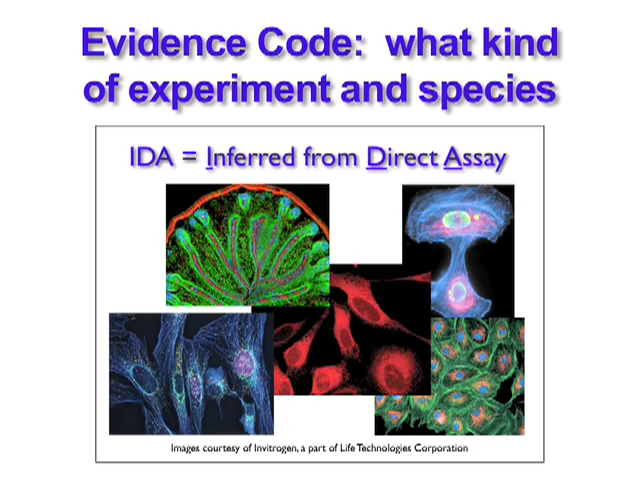 Evidence Code: what kind
of experiment and species
IDA = Inferred from Direct Assay
Images courtesy of Invitrogen, a part of Life Technologies Corporation